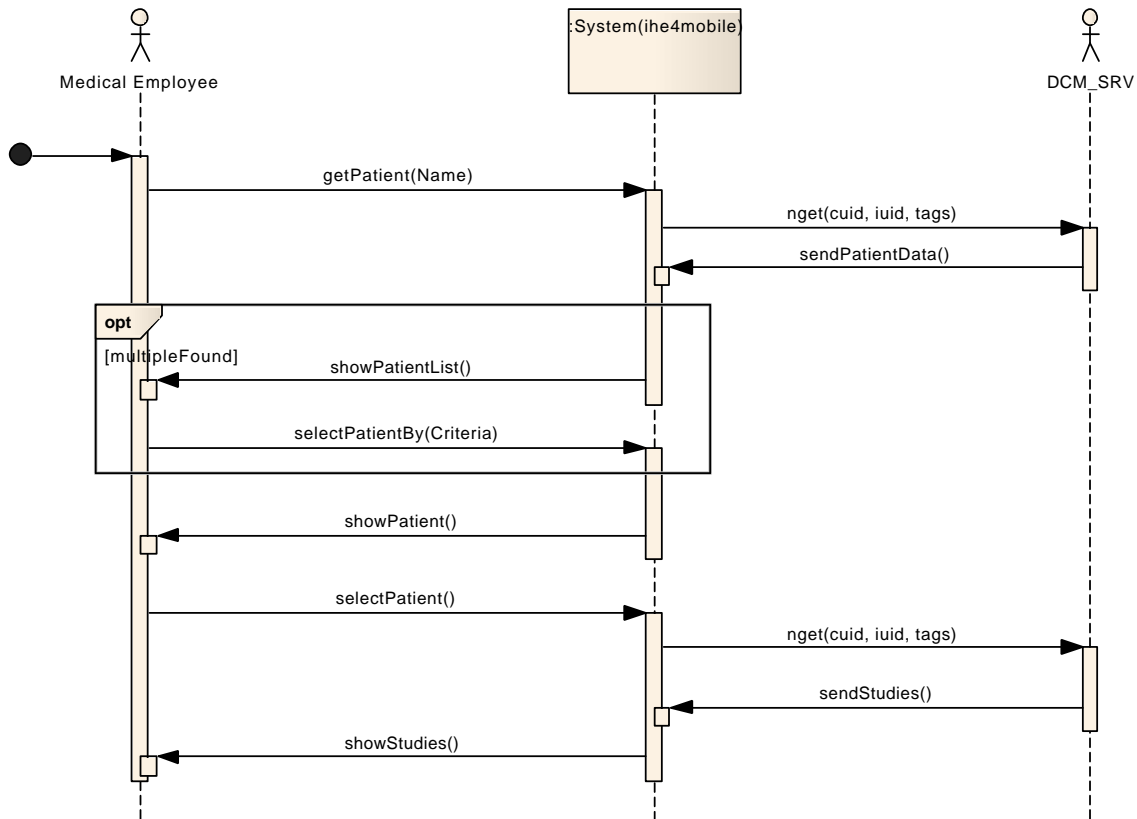 Medical Employee
:System(ihe4mobile)
DCM_SRV
getPatient(Name)
nget(cuid, iuid, tags)
sendPatientData()
opt
[multipleFound]
showPatientList()
selectPatientBy(Criteria)
showPatient()
selectPatient()
nget(cuid, iuid, tags)
sendStudies()
showStudies()